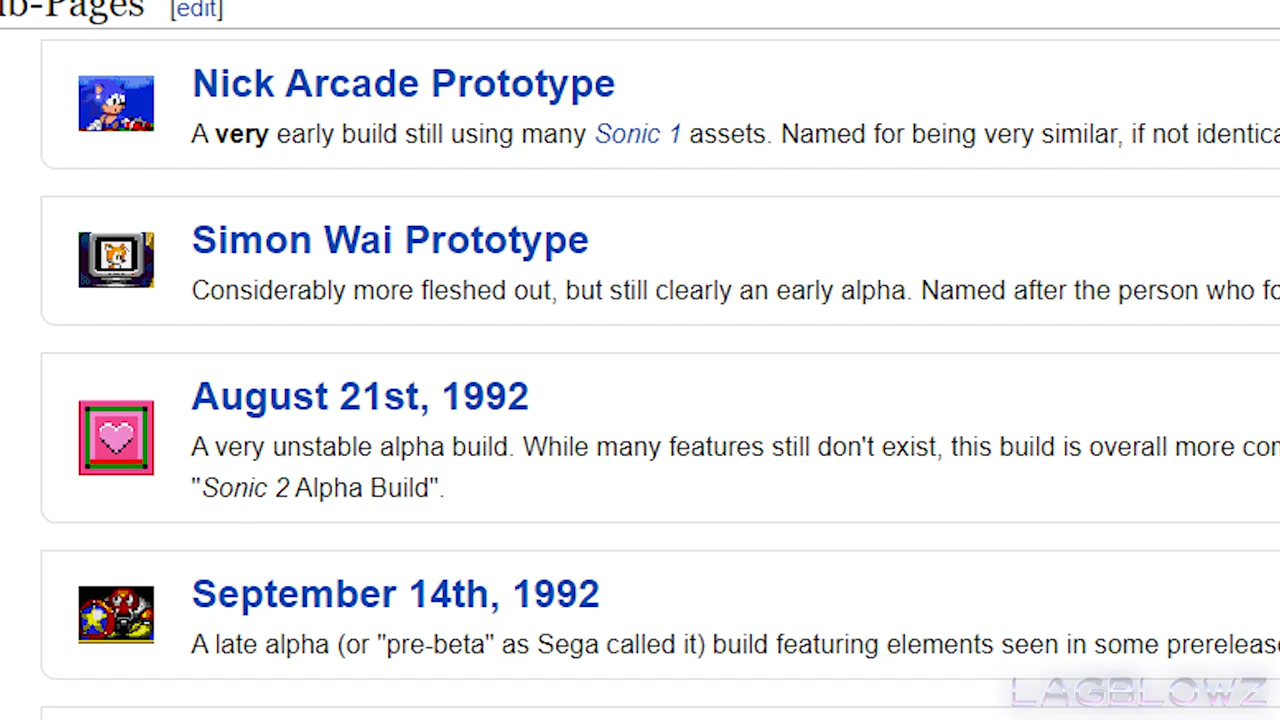 b-Pages [edit]
Nick Arcade Prototype
A very early build still using many Sonic 1 assets. Named for being very similar, if not identica
Simon Wai Prototype
Considerably more fleshed out, but still clearly an early alpha. Named after the person who fo
August 21st, 1992
A very unstable alpha build. While many features still don't exist, this build is overall more con
"Sonic 2 Alpha Build".
September 14th, 1992
A late alpha (or "pre-beta" as Sega called it) build featuring elements seen in some prereleas
LAGBLOWZ